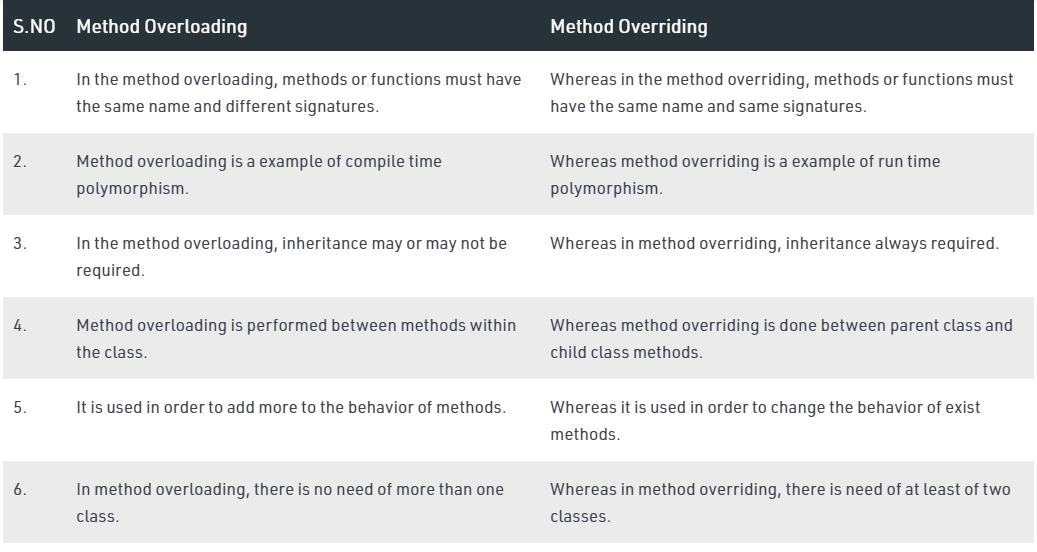 S.NO Method Overloading Method Overriding
1. In the method overloading, methods or functions must have Whereas in the method overriding, methods or functions must
the same name and different signatures. have the same name and same signatures.
2. Method overloading is a example of compile time Whereas method overriding is a example of run time
polymorphism. polymorphism.
3. In the method overloading, inheritance may or may not be Whereas in method overriding, inheritance always required.
required.
4. Method overloading is performed between methods within Whereas method overriding is done between parent class and
the class. child class methods.
5. It is used in order to add more to the behavior of methods. Whereas it is used in order to change the behavior of exist
methods.
6. In method overloading, there is no need of more than one Whereas in method overriding, there is need of at least of two
class. classes.